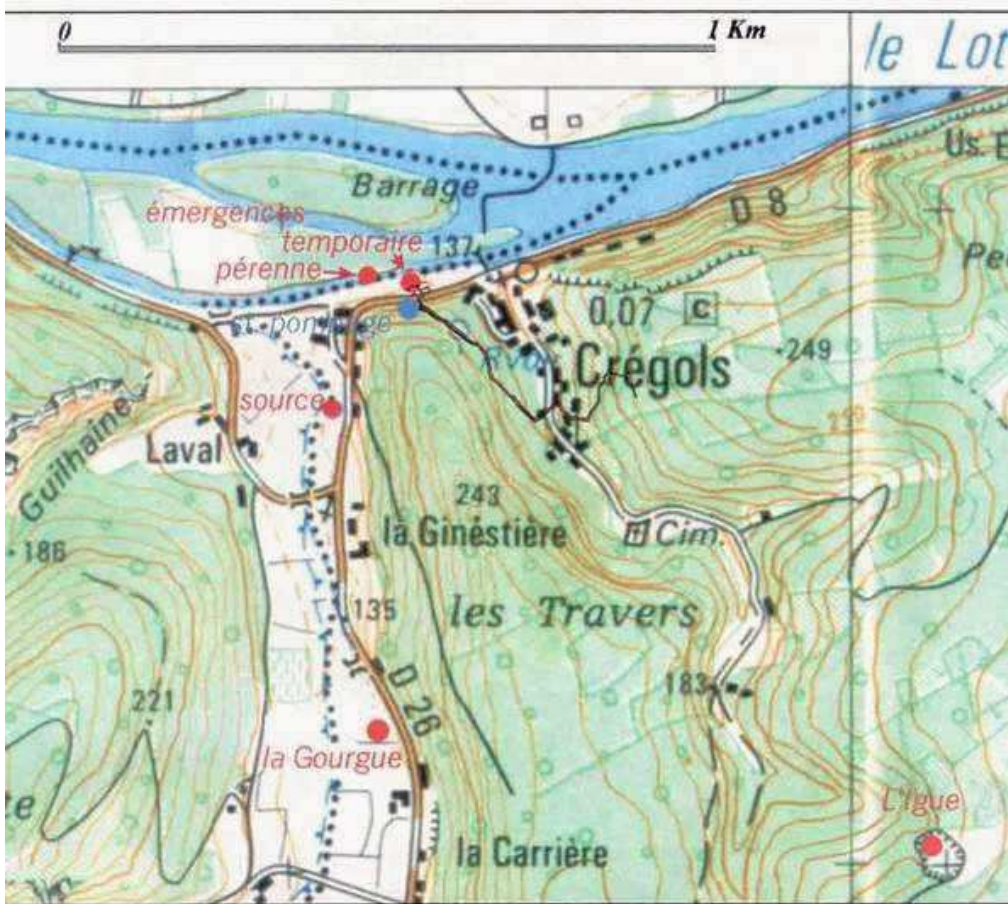 0 1 Km
le Lot
Us. E
Barrage
D 8
émergences
temporaire
137
pérenne
Pe
st. pompage
0,07 C
249
Crégols
source
Guilhaine
Laval
243
la Ginéstière
Cim.
186
les Travers
135
183
D 26
221
la Gourgue
L'Igue
la Carrière